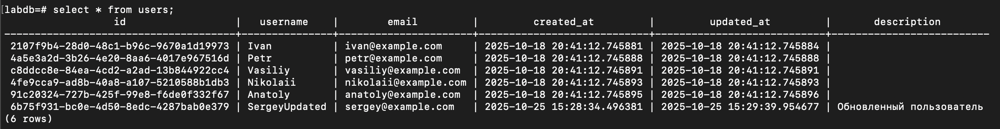 labdb=# select * from users;
id | username | email | created_at | updated_at | description
---------------------------------------+---------------+----------------------+----------------------------+----------------------------+--------------------------
2107f9b4-28d0-48c1-b96c-9670a1d19973 | Ivan | ivan@example.com | 2025-10-18 20:41:12.745881 | 2025-10-18 20:41:12.745884 |
4a5e3a2d-3b26-4e20-8aa6-4017e967516d | Petr | petr@example.com | 2025-10-18 20:41:12.745888 | 2025-10-18 20:41:12.745888 |
c8ddcc8e-84ea-4cd2-a2ad-13b844922cc4 | Vasiliy | vasiliy@example.com | 2025-10-18 20:41:12.745891 | 2025-10-18 20:41:12.745891 |
4fe9cca9-ad8b-40a8-a107-5210588b1db3 | Nikolaii | nikolaii@example.com | 2025-10-18 20:41:12.745893 | 2025-10-18 20:41:12.745893 |
91c20324-727b-425f-99e8-f6de0f332f67 | Anatoly | anatoly@example.com | 2025-10-18 20:41:12.745895 | 2025-10-18 20:41:12.745896 |
6b75f931-bc0e-4d50-8edc-4287bab0e379 | SergeyUpdated | sergey@example.com | 2025-10-25 15:28:34.496381 | 2025-10-25 15:29:39.954677 | Обновленный пользователь
(6 rows)